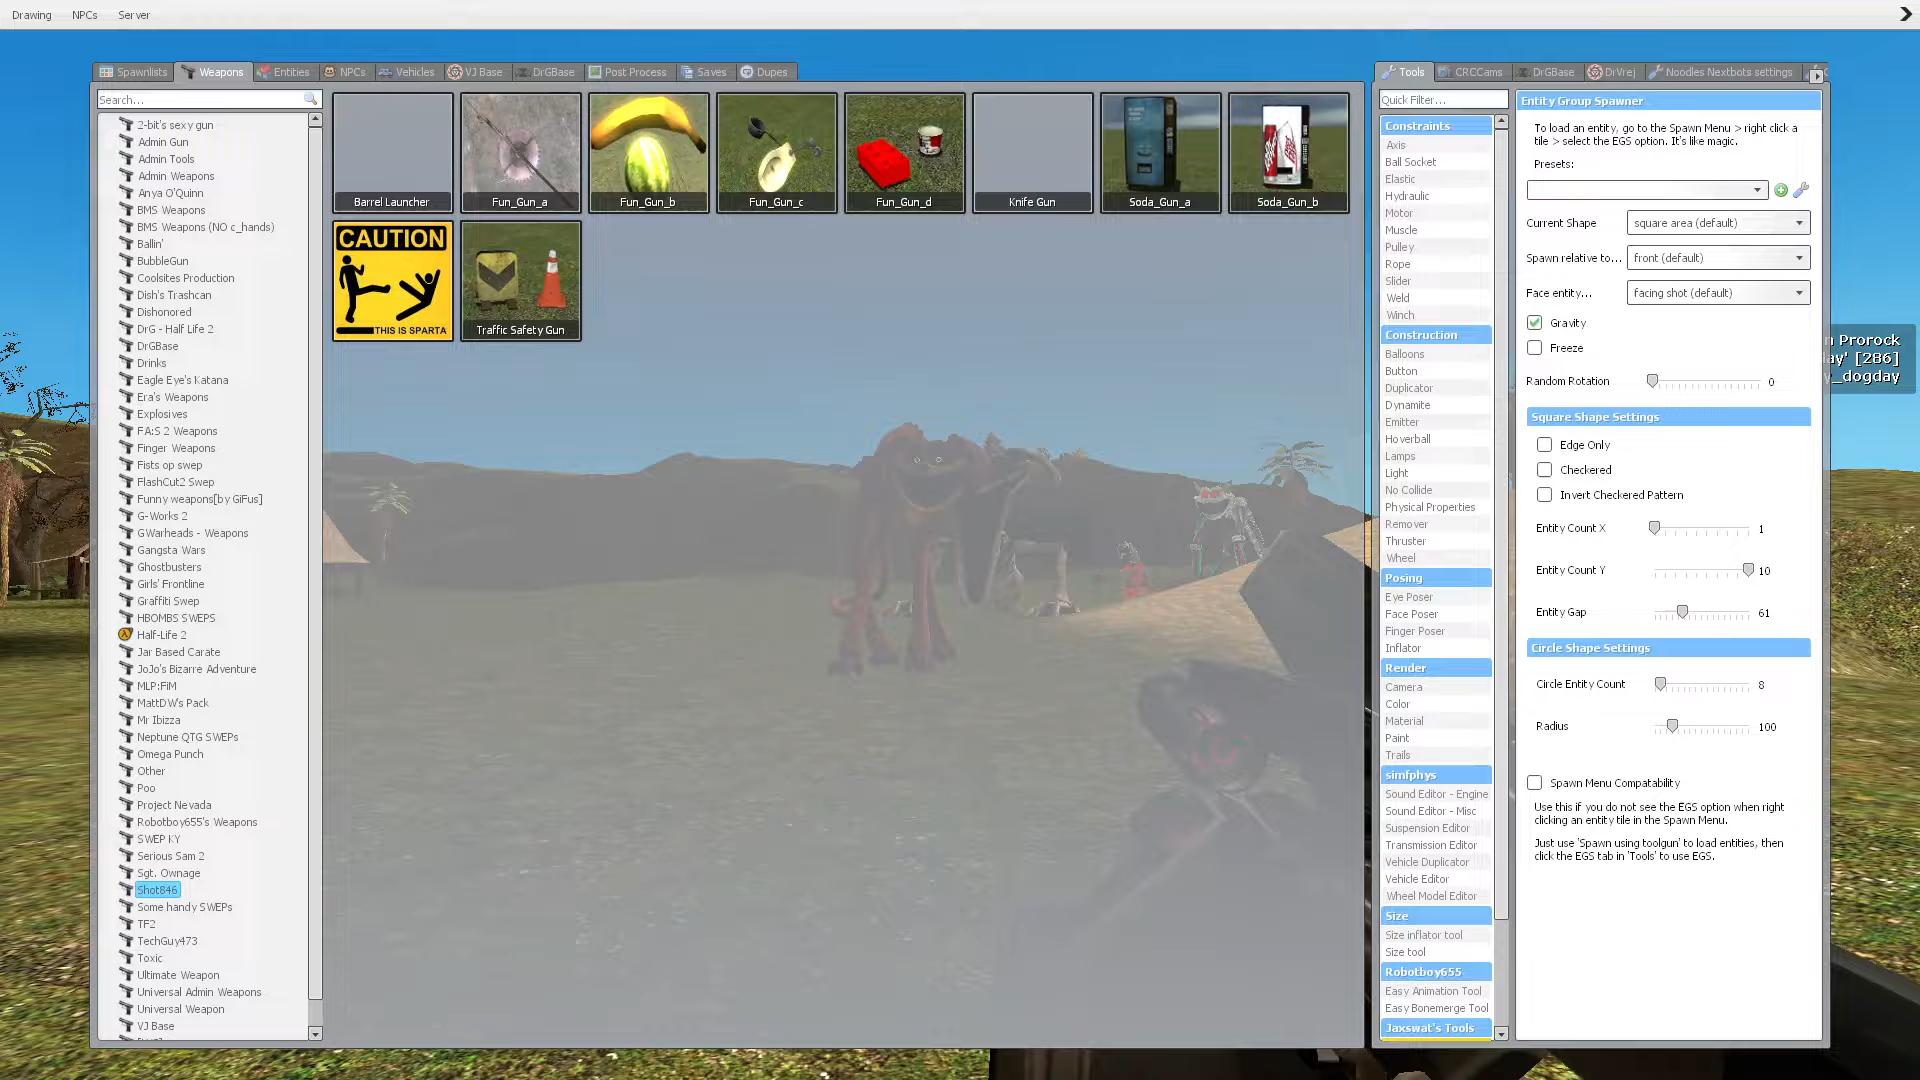 Drawing NPCs Server
Spawnlists Weapons Entities NPCs Vehicles VJ Base DrGBase Post Process Saves Dupes
Search...
2-bit's sexy gun
Admin Gun
Admin Tools
Admin Weapons
Anya O'Quinn
BMS Weapons
BMS Weapons (NO c_hands)
Ballin'
BubbleGun
Coolsites Production
Dish's Trashcan
Dishonored
DrG - Half Life 2
DrGBase
Drinks
Eagle Eye's Katana
Era's Weapons
Explosives
FA:S 2 Weapons
Finger Weapons
Fists op swep
FlashCut2 Swep
Funny weapons[by GiFus]
G-Works 2
GWarheads - Weapons
Gangsta Wars
Ghostbusters
Girls' Frontline
Graffiti Swep
HBOMBS SWEPS
Half-Life 2
Jar Based Carate
JoJo's Bizarre Adventure
MLP:FiM
MattDW's Pack
Mr Ibizza
Neptune QTG SWEPs
Omega Punch
Other
Poo
Project Nevada
Robotboy655's Weapons
SWEP KY
Serious Sam 2
Sgt. Ownage
Shot846
Some handy SWEPs
TF2
TechGuy473
Toxic
Ultimate Weapon
Universal Admin Weapons
Universal Weapon
VJ Base
Barrel Launcher
Fun_Gun_a
Fun_Gun_b
Fun_Gun_c
Fun_Gun_d
Knife Gun
Soda_Gun_a
Soda_Gun_b
CAUTION
THIS IS SPARTA
Traffic Safety Gun
Tools CRCCams DrGBase DrVrej Noodles Nextbots settings
Quick Filter...
Constraints
Axis
Ball Socket
Elastic
Hydraulic
Motor
Muscle
Pulley
Rope
Slider
Weld
Winch
Construction
Balloons
Button
Duplicator
Dynamite
Emitter
Hoverball
Lamps
Light
No Collide
Physical Properties
Remover
Thruster
Wheel
Posing
Eye Poser
Face Poser
Finger Poser
Inflator
Render
Camera
Color
Material
Paint
Trails
simfphys
Sound Editor - Engine
Sound Editor - Misc
Suspension Editor
Transmission Editor
Vehicle Duplicator
Vehicle Editor
Wheel Model Editor
Size
Size inflator tool
Size tool
Robotboy655
Easy Animation Tool
Easy Bonemerge Tool
Jaxswat's Tools
Entity Group Spawner
To load an entity, go to the Spawn Menu > right click a
tile > select the EGS option. It's like magic.
Presets:
Current Shape square area (default)
Spawn relative to... front (default)
Face entity... facing shot (default)
Gravity
Freeze
Random Rotation 0
Square Shape Settings
Edge Only
Checkered
Invert Checkered Pattern
Entity Count X 1
Entity Count Y 10
Entity Gap 61
Circle Shape Settings
Circle Entity Count 8
Radius 100
Spawn Menu Compatability
Use this if you do not see the EGS option when right
clicking an entity tile in the Spawn Menu.
Just use 'Spawn using toolgun' to load entities, then
click the EGS tab in 'Tools' to use EGS.
n Prorock
ay' [286]
y_dogday